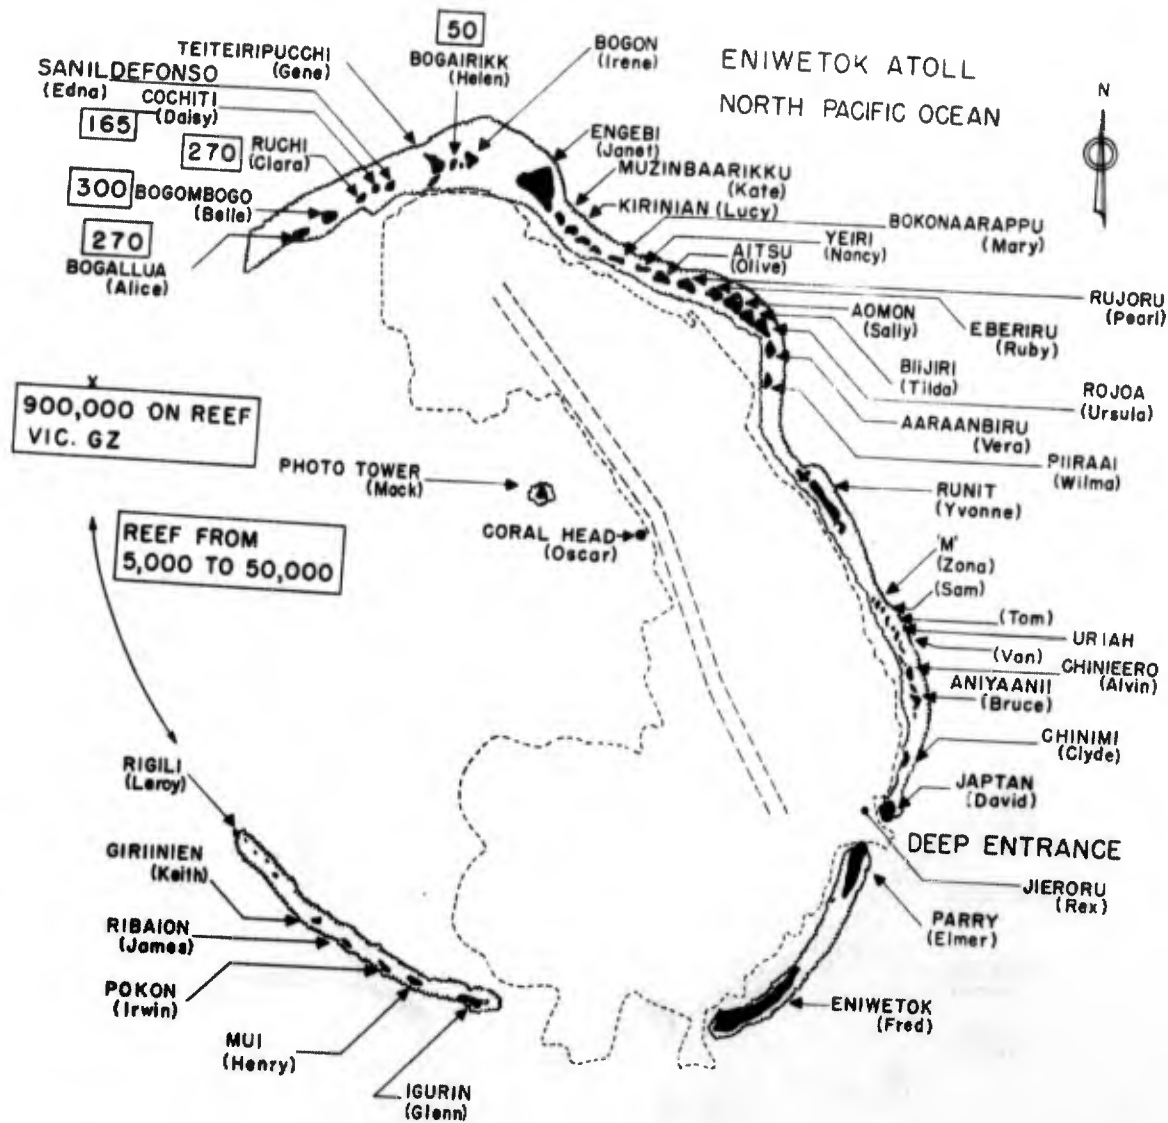 ENIWETOK ATOLL
NORTH PACIFIC OCEAN
N
50
BOGAIRIKK
(Helen)
BOGON
(Irene)
TEITEIRIPUCCHI
(Gene)
SANILDEFONSO
(Edna)
COCHITI
(Daisy)
165
270
RUCHI
(Clara)
300
BOGOMBOGO
(Belle)
270
BOGALLUA
(Alice)
ENGEBI
(Janet)
MUZINBAARIKKU
(Kate)
KIRINIAN (Lucy)
BOKONAARAPPU
(Mary)
YEIRI
(Nancy)
AITSU
(Olive)
RUJORU
(Pearl)
EBERIRU
(Ruby)
AOMON
(Sally)
BIIJIRI
(Tilda)
ROJOA
(Ursula)
AARAANBIRU
(Vera)
PIIRAAI
(Wilma)
RUNIT
(Yvonne)
X
900,000 ON REEF
VIC. GZ
PHOTO TOWER
(Mack)
CORAL HEAD
(Oscar)
REEF FROM
5,000 TO 50,000
'M'
(Zona)
(Sam)
(Tom)
URIAH
(Van)
CHINIEERO
(Alvin)
ANIYAANII
(Bruce)
CHINIMI
(Clyde)
JAPTAN
(David)
DEEP ENTRANCE
JIERORU
(Rex)
PARRY
(Elmer)
ENIWETOK
(Fred)
RIGILI
(Leroy)
GIRIINIEN
(Keith)
RIBAION
(James)
POKON
(Irwin)
MUI
(Henry)
IGURIN
(Glenn)